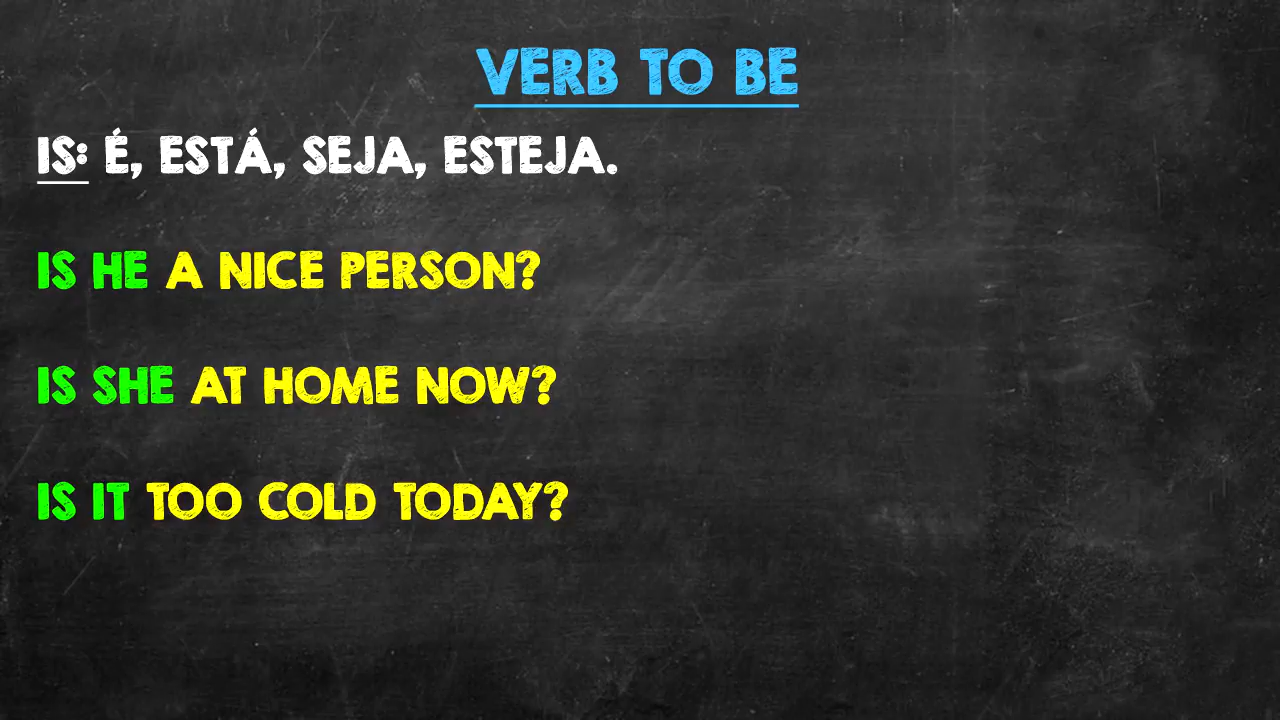 VERB TO BE
IS: É, ESTÁ, SEJA, ESTEJA.
IS HE A NICE PERSON?
IS SHE AT HOME NOW?
IS IT TOO COLD TODAY?